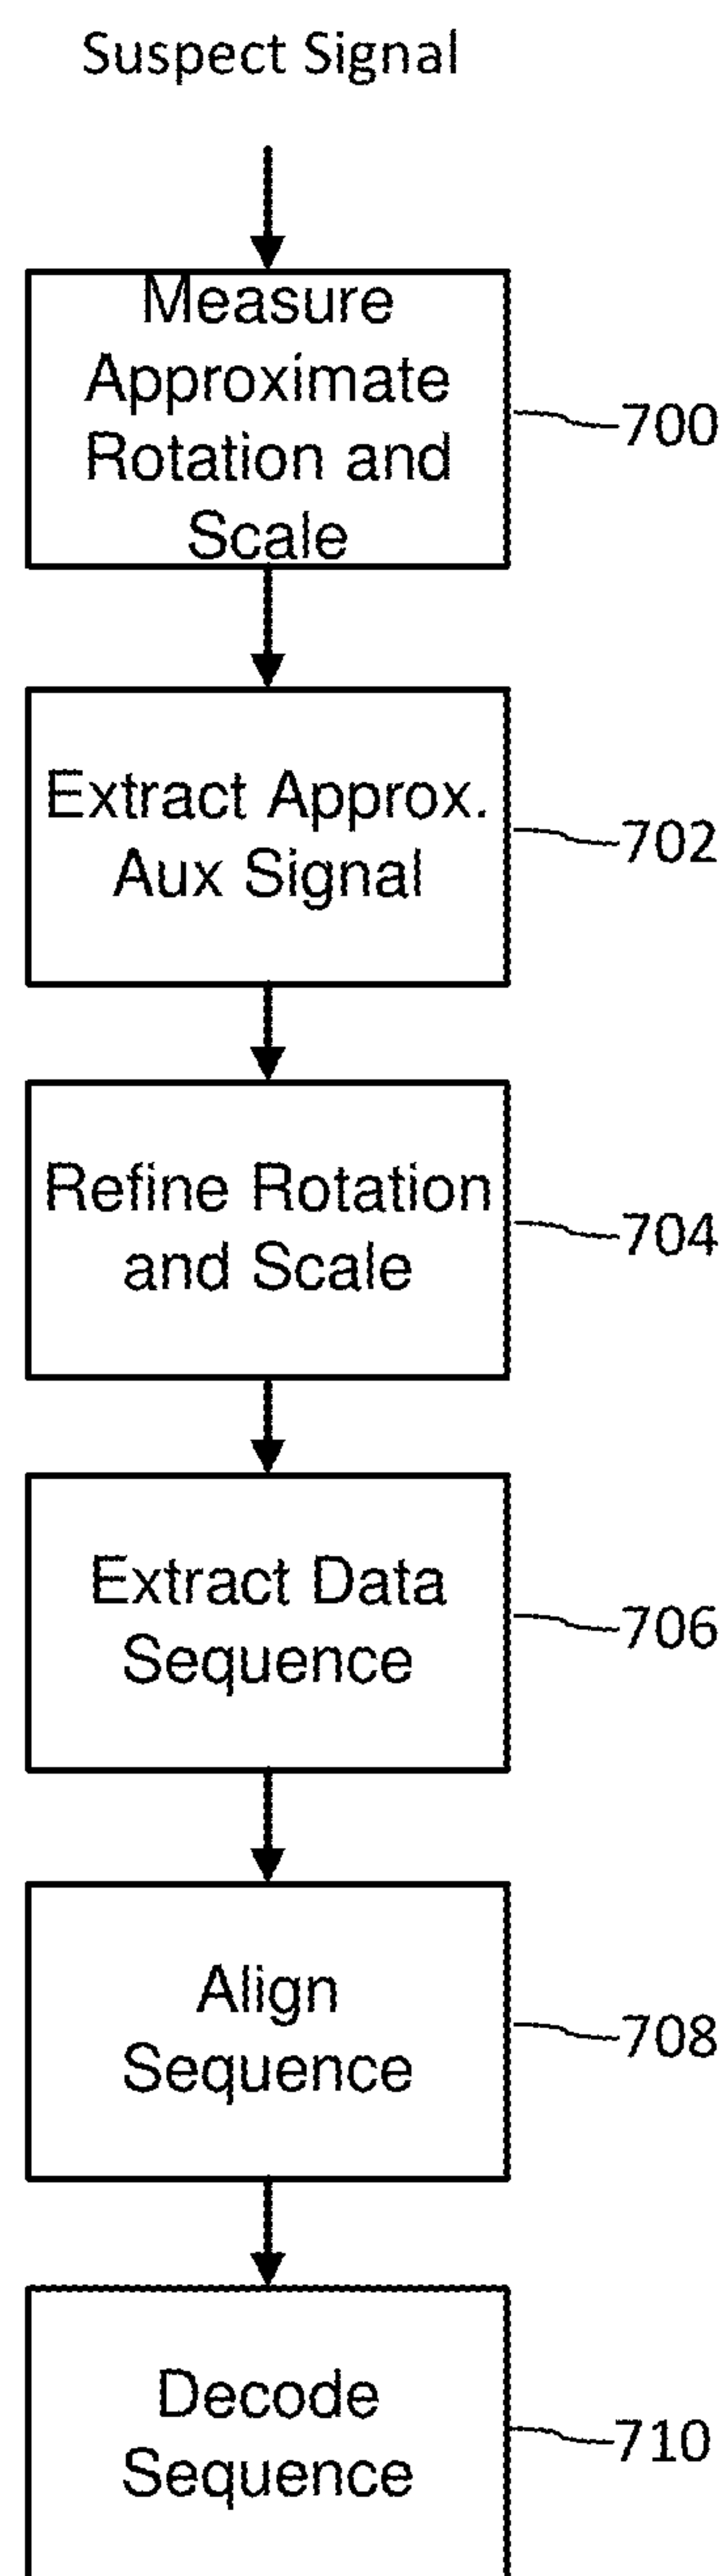 Suspect Signal
Measure
Approximate
Rotation and
Scale
700
Extract Approx.
Aux Signal
702
Refine Rotation
and Scale
704
Extract Data
Sequence
706
Align
Sequence
708
Decode
Sequence
710